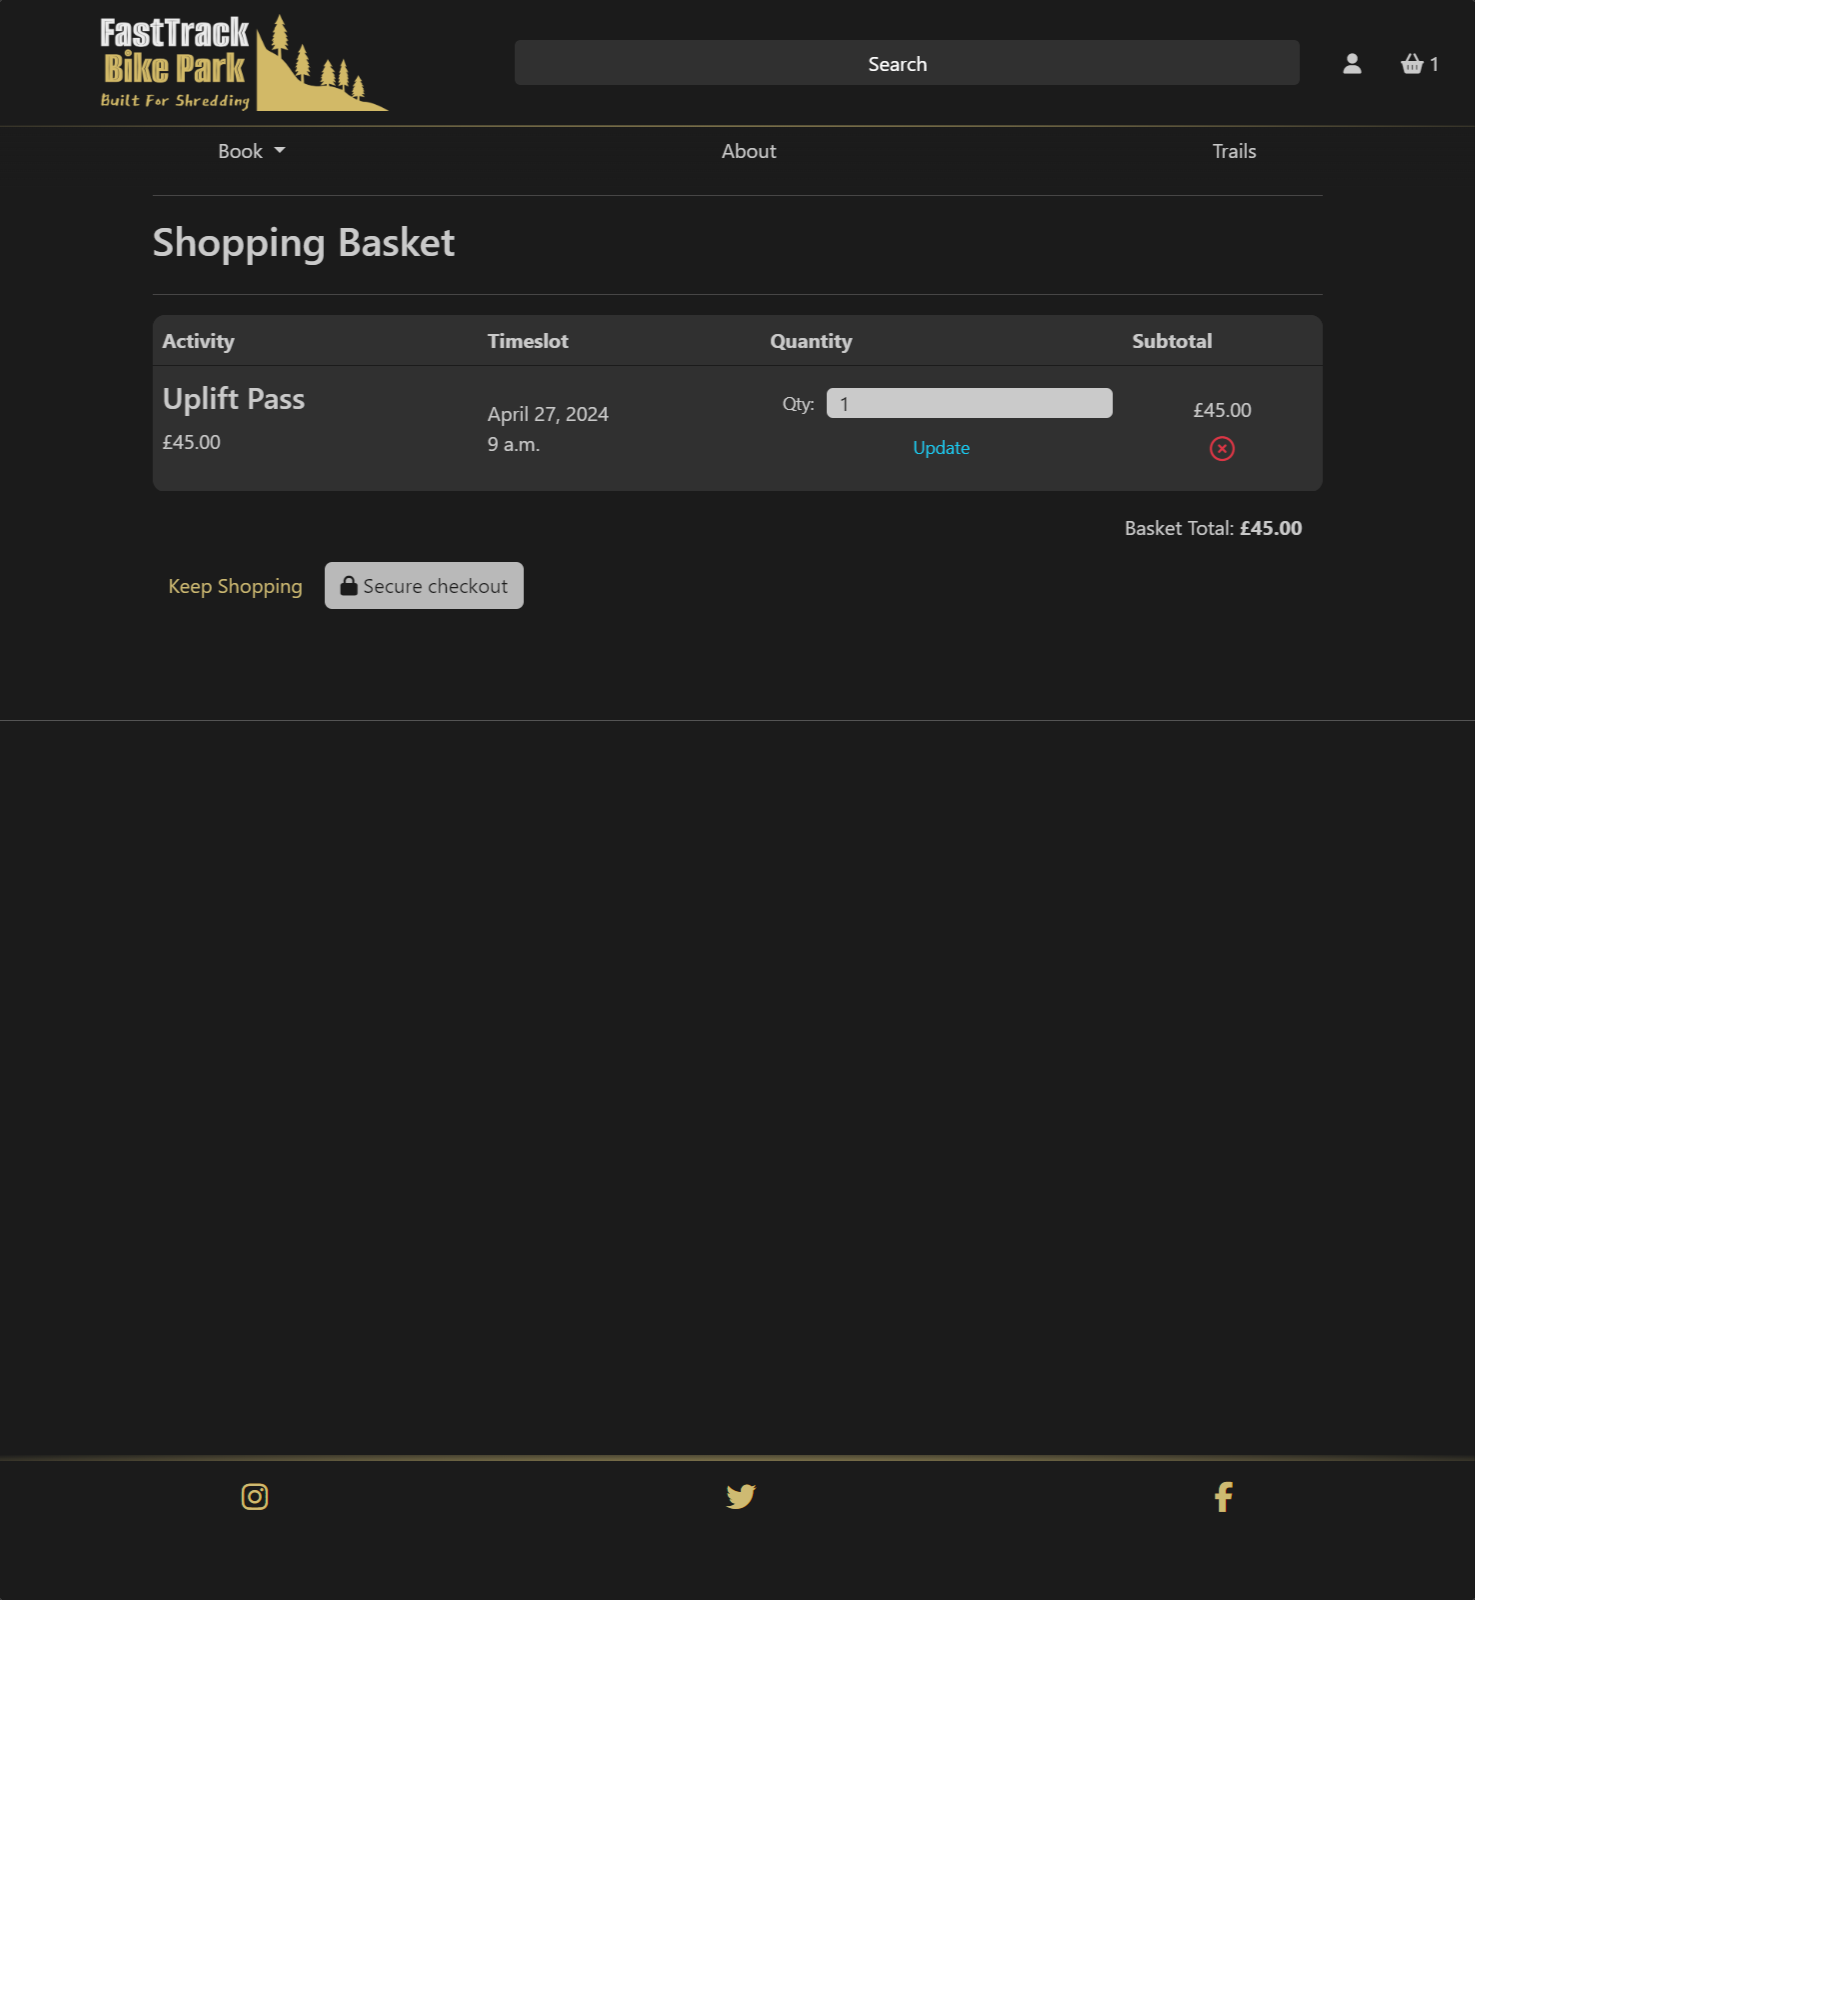 FastTrack
Bike Park
Built For Shredding
Search
1
Book
About
Trails
Shopping Basket
Activity Timeslot Quantity Subtotal
Uplift Pass
£45.00
April 27, 2024
9 a.m.
Qty: 1
Update
£45.00
Basket Total: £45.00
Keep Shopping
Secure checkout